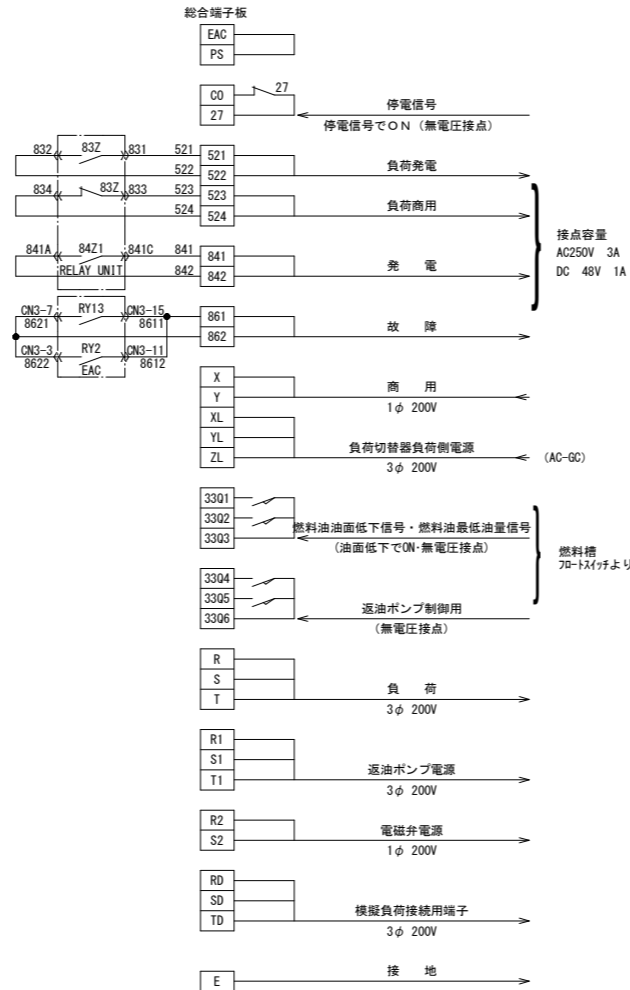 総合端子板
EAC
PS
CO 27
27 停電信号
停電信号でON (無電圧接点)
832 83Z 831 521 521
522 522 負荷発電
834 83Z 833 523 523
524 524 負荷商用
841A 84Z1 841C 841 841
RELAY UNIT 842 842 発 電
接点容量
AC250V 3A
DC 48V 1A
CN3-7 RY13 CN3-15 861
8621 8611 862 故 障
CN3-3 RY2 CN3-11
8622 EAC 8612
X
Y 商 用
1φ 200V
XL
YL
ZL 負荷切替器負荷側電源 (AC-GC)
3φ 200V
33Q1
33Q2
33Q3 燃料油油面低下信号・燃料油最低油量信号
(油面低下でON・無電圧接点)
燃料槽
フロートスイッチより
33Q4
33Q5
33Q6 返油ポンプ制御用
(無電圧接点)
R
S
T 負 荷
3φ 200V
R1
S1
T1 返油ポンプ電源
3φ 200V
R2
S2 電磁弁電源
1φ 200V
RD
SD
TD 模擬負荷接続用端子
3φ 200V
E 接 地